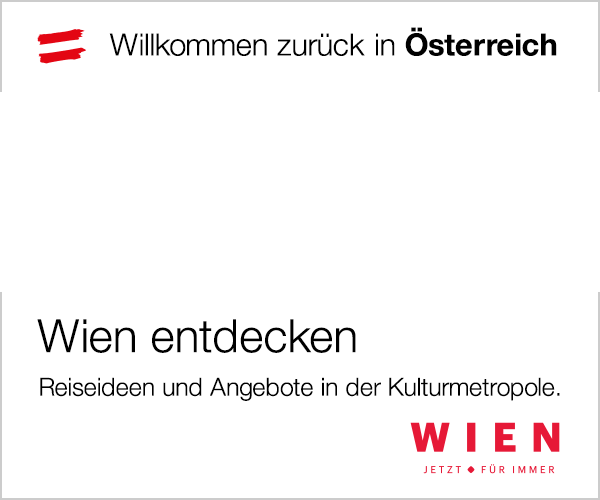 Willkommen zurück in Österreich
Wien entdecken
Reiseideen und Angebote in der Kulturmetropole.
WIEN
JETZT ◆ FÜR IMMER